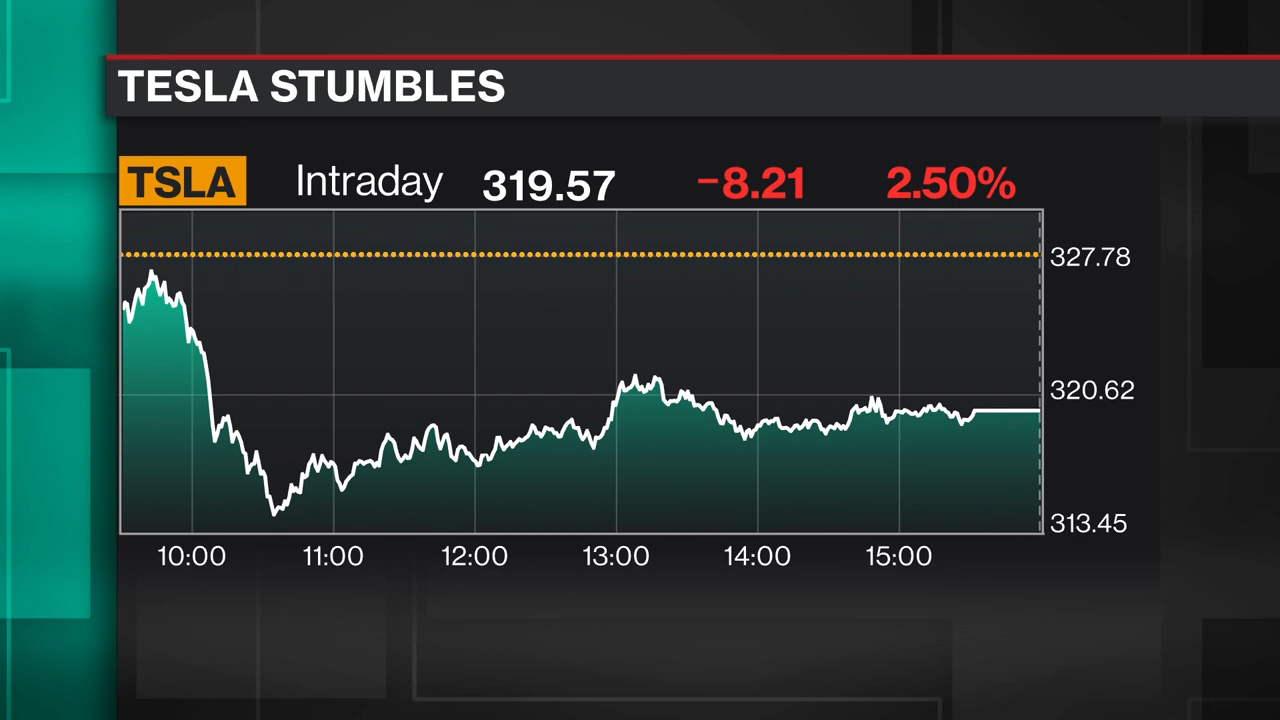 TESLA STUMBLES
TSLA Intraday 319.57 −8.21 2.50%
327.78
320.62
313.45
10:00 11:00 12:00 13:00 14:00 15:00